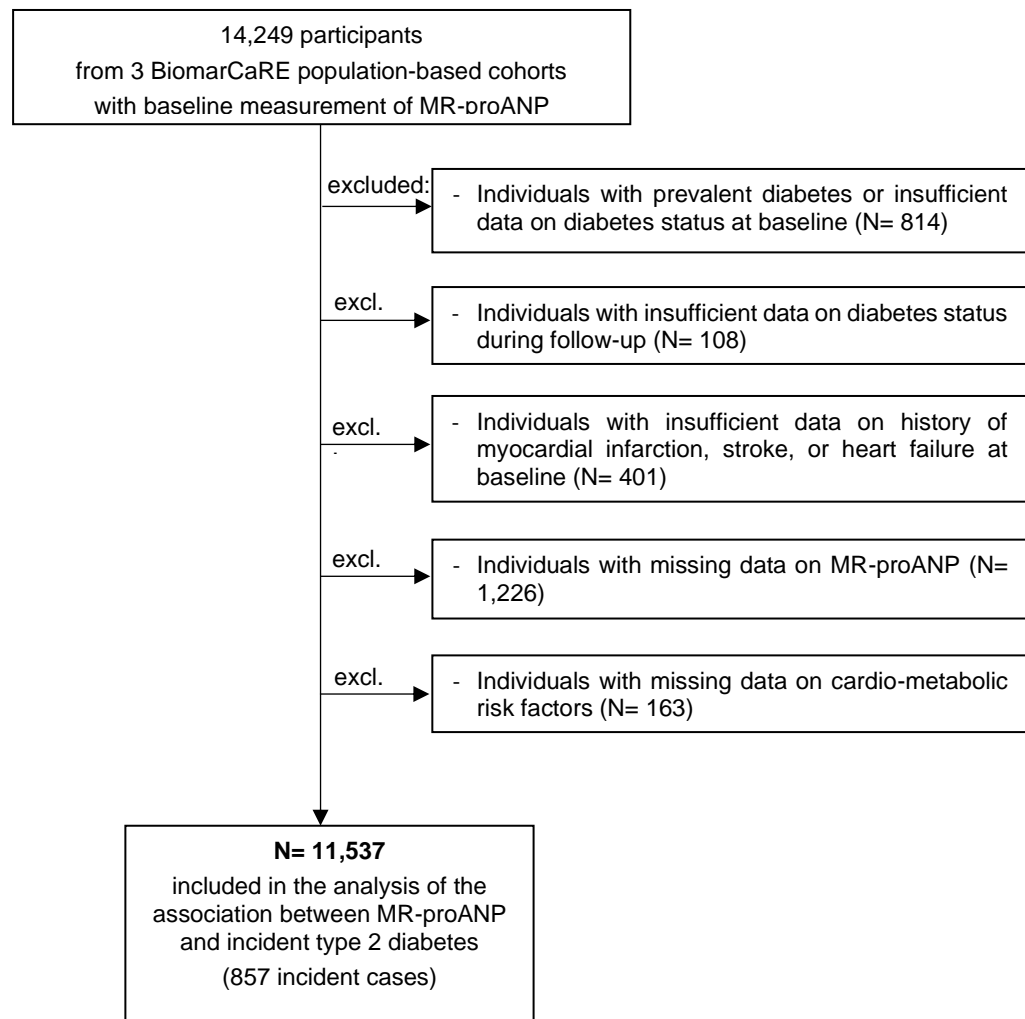 14,249 participants
from 3 BiomarCaRE population-based cohorts
with baseline measurement of MR-proANP
excluded:
- Individuals with prevalent diabetes or insufficient
data on diabetes status at baseline (N= 814)
excl.
- Individuals with insufficient data on diabetes status
during follow-up (N= 108)
excl.
- Individuals with insufficient data on history of
myocardial infarction, stroke, or heart failure at
baseline (N= 401)
excl.
- Individuals with missing data on MR-proANP (N=
1,226)
excl.
- Individuals with missing data on cardio-metabolic
risk factors (N= 163)
N= 11,537
included in the analysis of the
association between MR-proANP
and incident type 2 diabetes
(857 incident cases)